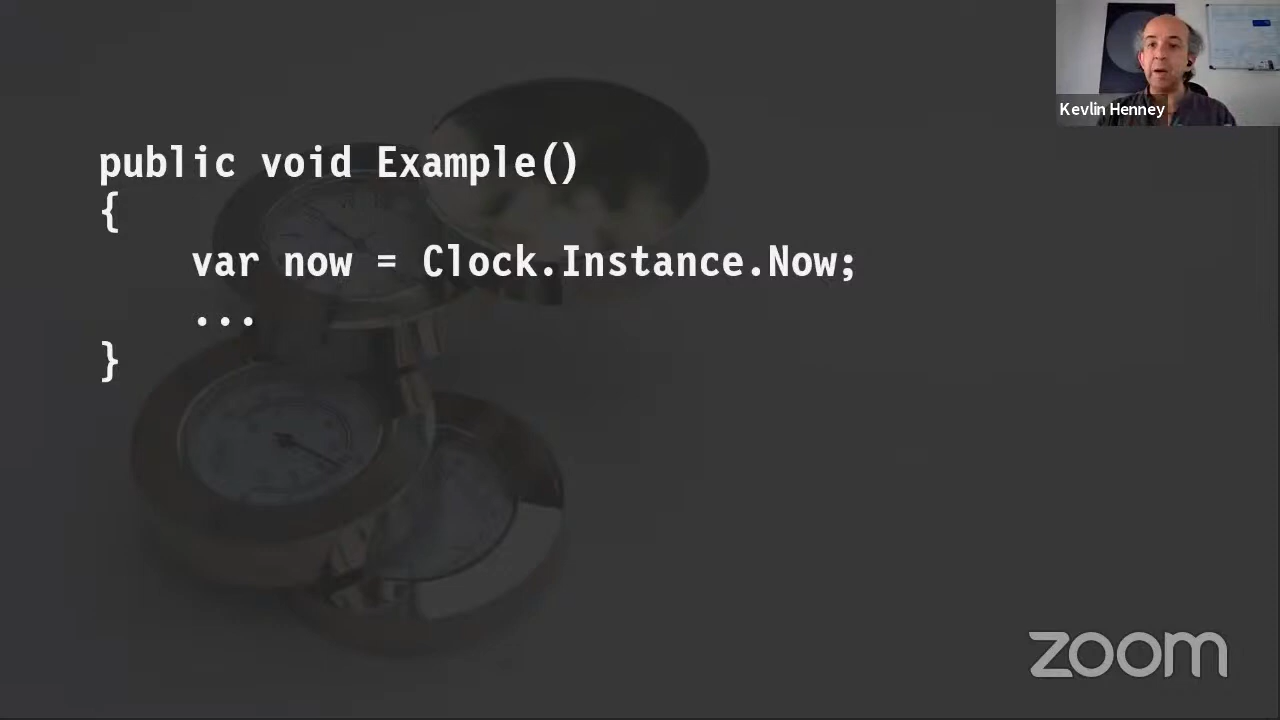 Kevlin Henney
public void Example()
{
    var now = Clock.Instance.Now;
    ...
}
zoom